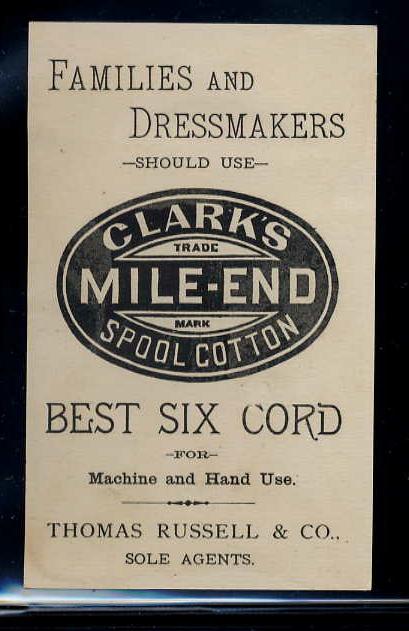 FAMILIES AND
DRESSMAKERS
—SHOULD USE—
CLARK'S
TRADE
MILE-END
MARK
SPOOL COTTON
BEST SIX CORD
—FOR—
Machine and Hand Use.
THOMAS RUSSELL & CO.,
SOLE AGENTS.